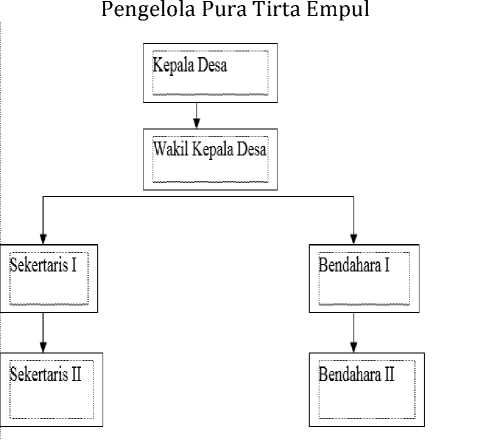 Pengelola Pura Tirta Empul
Kepala Desa
Wakil Kepala Desa
Sekertaris I
Bendahara I
Sekertaris II
Bendahara II